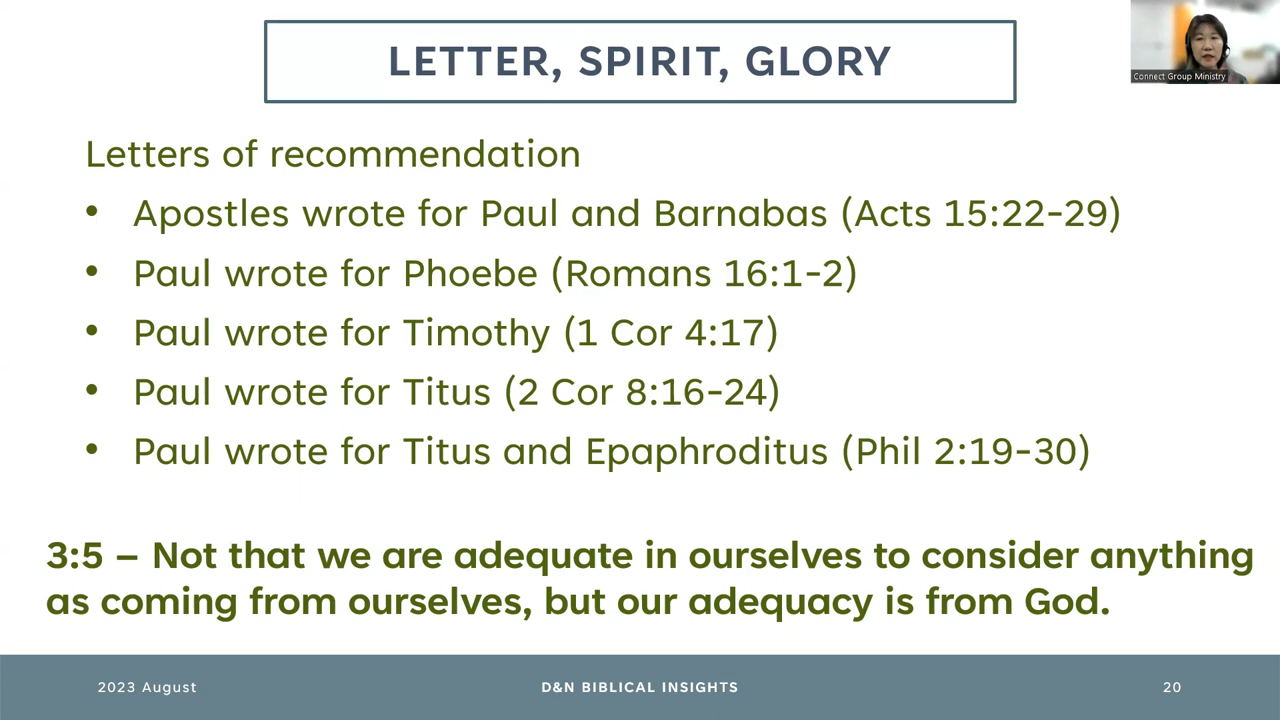 LETTER, SPIRIT, GLORY
Connect Group Ministry
Letters of recommendation
• Apostles wrote for Paul and Barnabas (Acts 15:22–29)
• Paul wrote for Phoebe (Romans 16:1–2)
• Paul wrote for Timothy (1 Cor 4:17)
• Paul wrote for Titus (2 Cor 8:16–24)
• Paul wrote for Titus and Epaphroditus (Phil 2:19–30)
3:5 – Not that we are adequate in ourselves to consider anything
as coming from ourselves, but our adequacy is from God.
2023 August
D&N BIBLICAL INSIGHTS
20